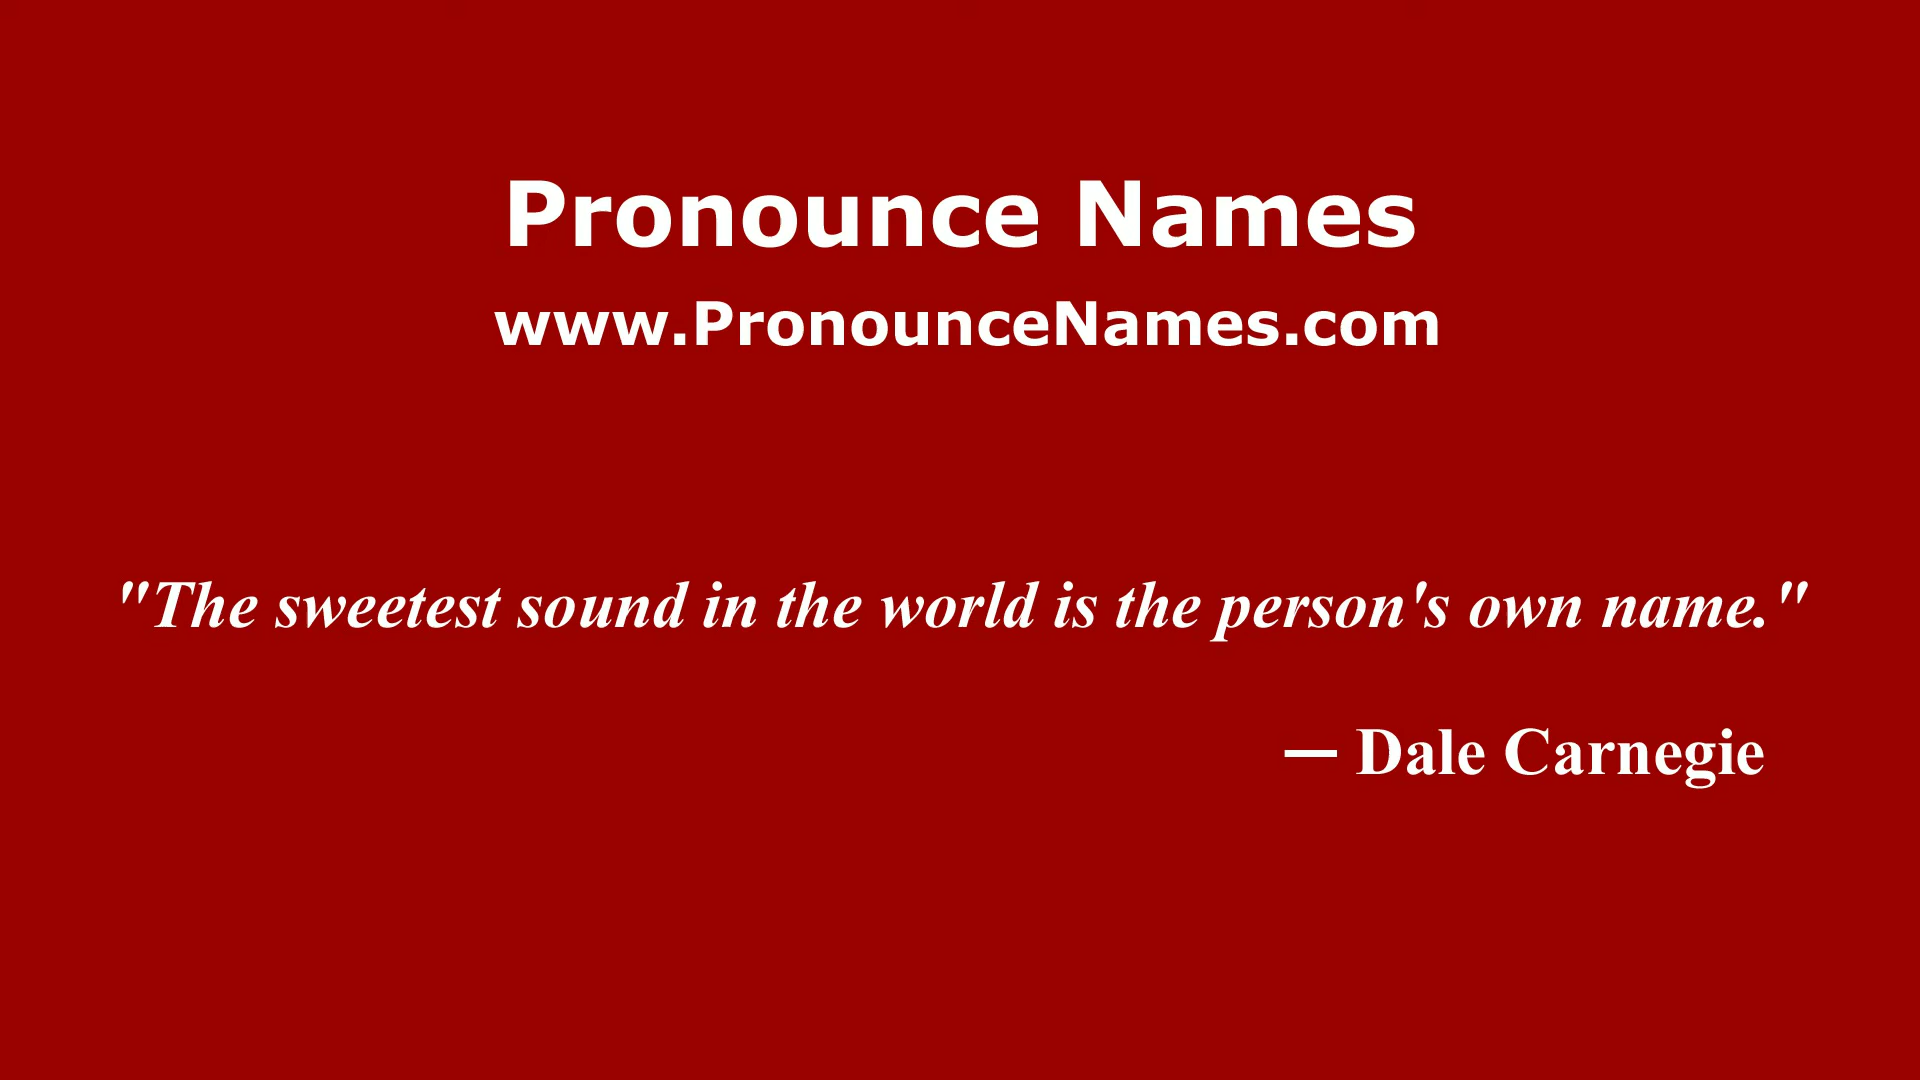 Pronounce Names
www.PronounceNames.com
"The sweetest sound in the world is the person's own name."
— Dale Carnegie